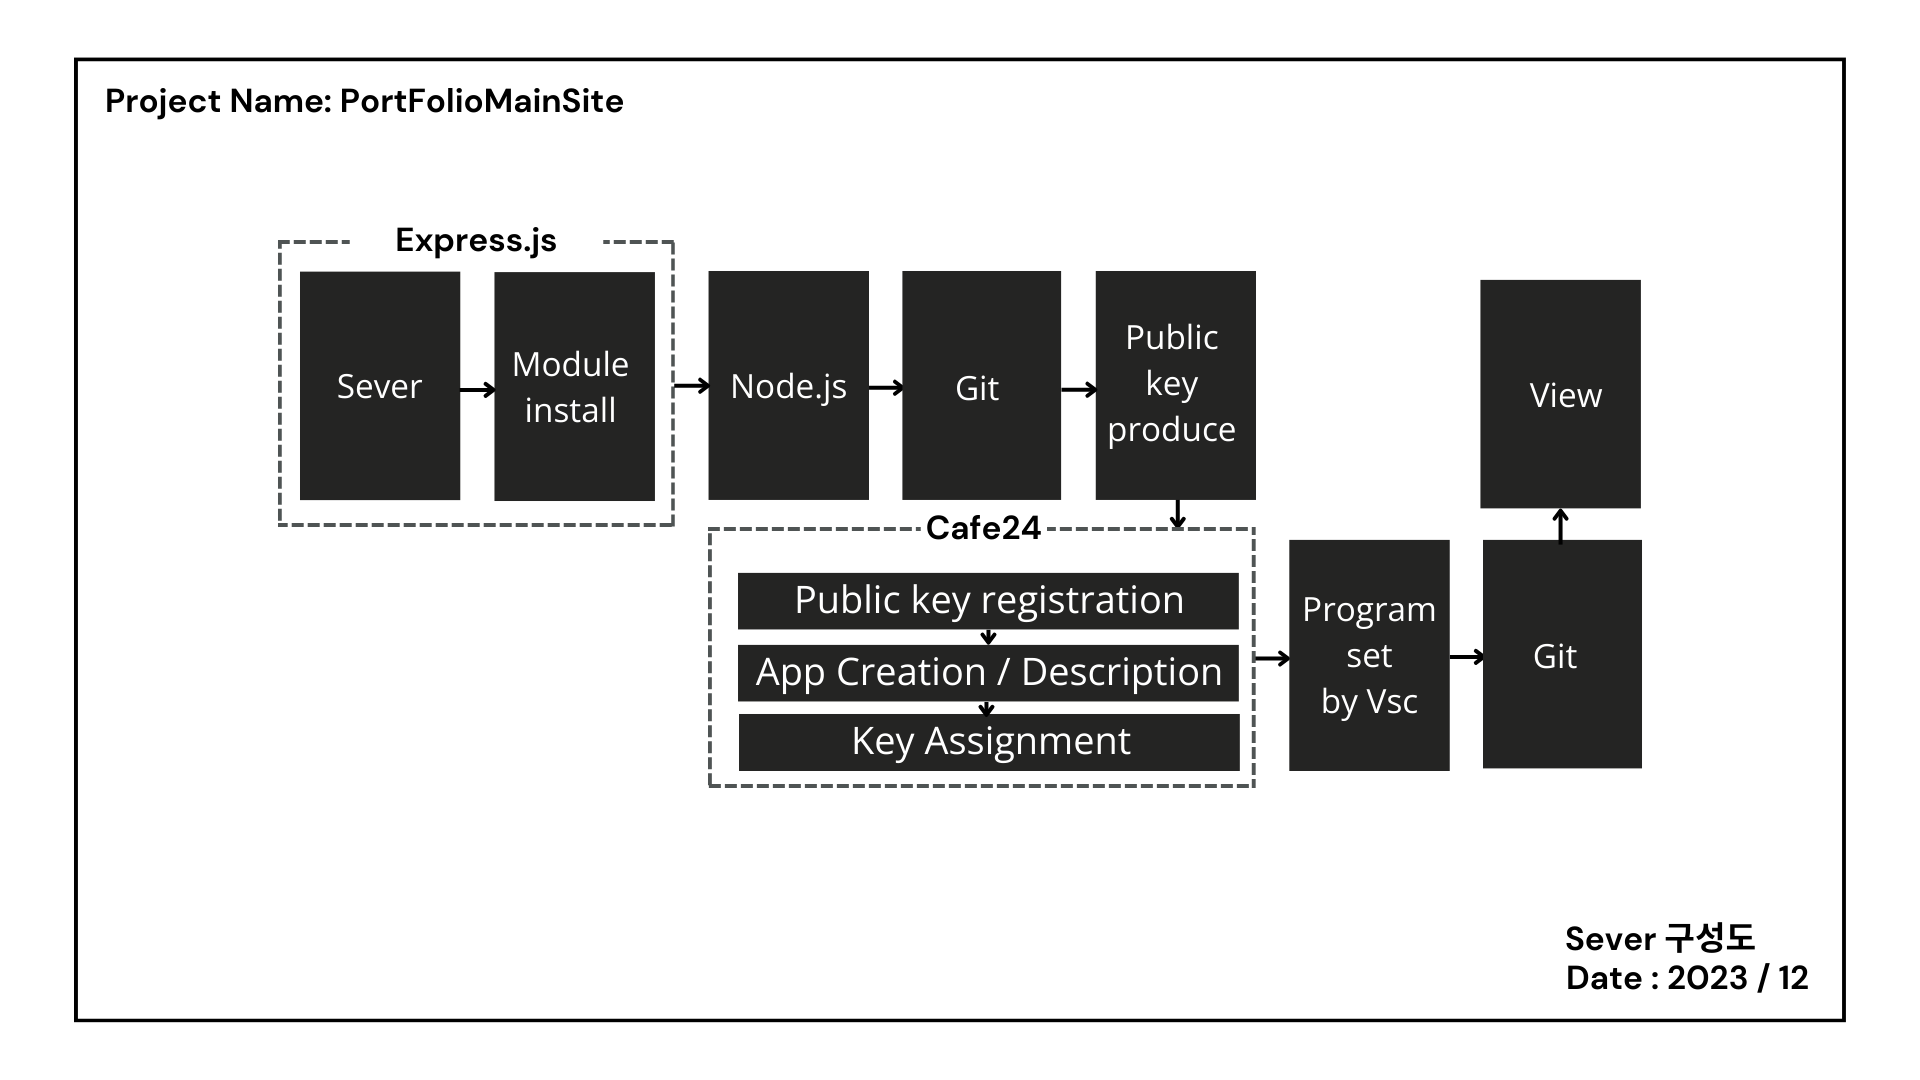 Project Name: PortFolioMainSite
Express.js
Sever
Module
install
Node.js
Git
Public
key
produce
View
Cafe24
Public key registration
App Creation / Description
Key Assignment
Program
set
by Vsc
Git
Sever 구성도
Date : 2023 / 12